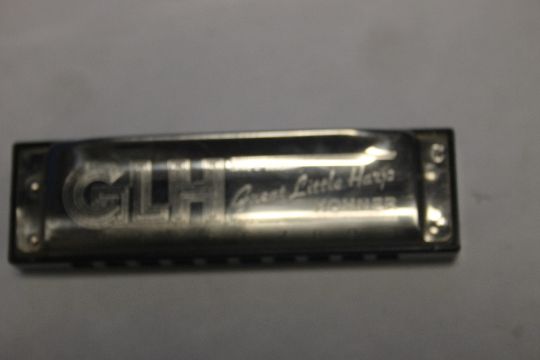 GLH
Great Little Harp
HOHNER
C